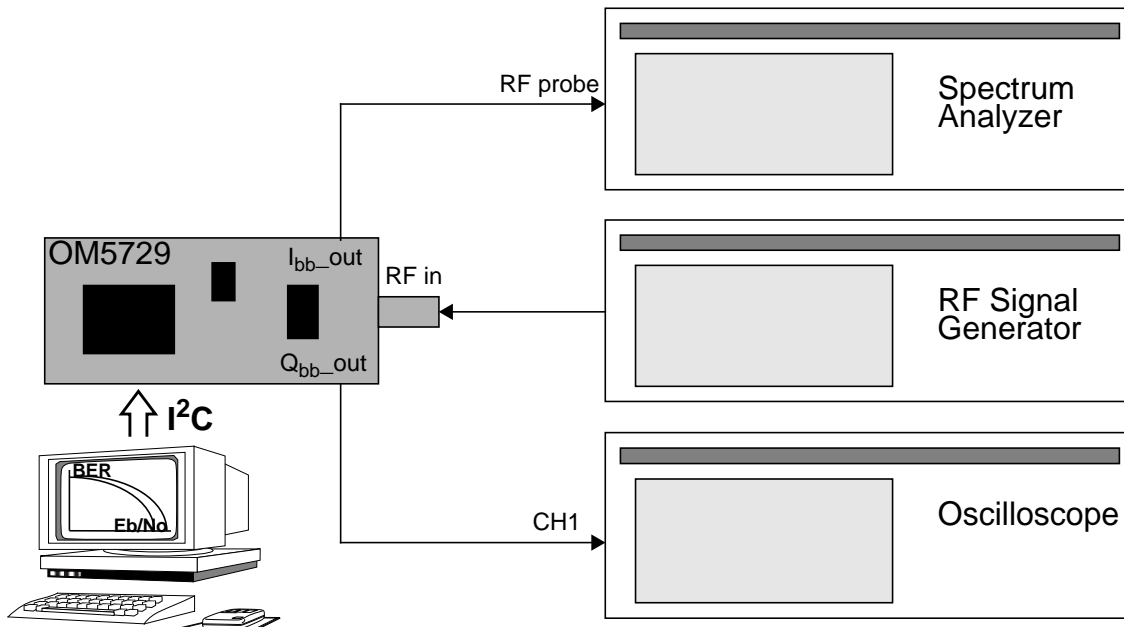 RF probe
Spectrum
Analyzer
OM5729
Ibb_out
RF in
RF Signal
Generator
Qbb_out
I²C
BER
Eb/No
CH1
Oscilloscope